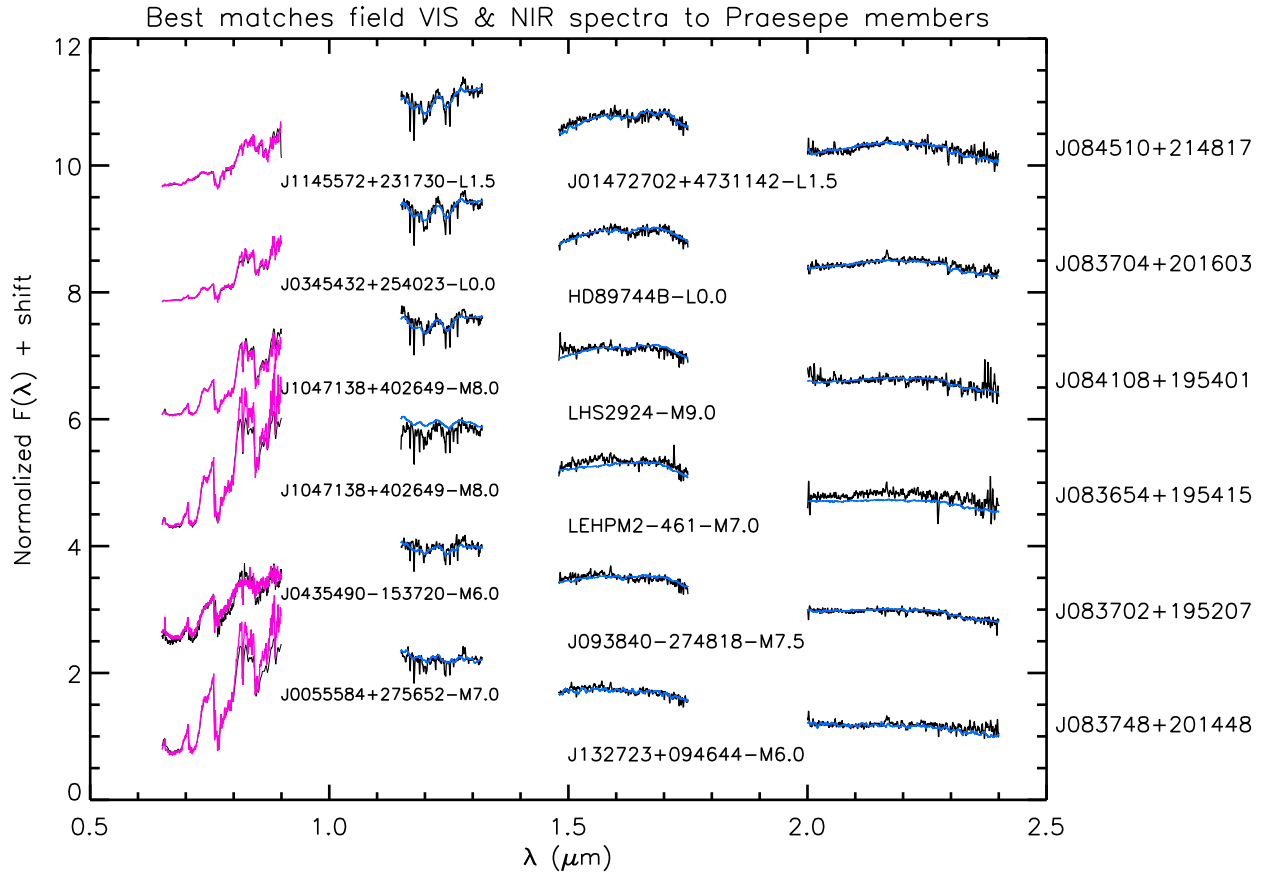 Best matches field VIS & NIR spectra to Praesepe members
Normalized F(λ) + shift
12
10
8
6
4
2
0
J084510+214817
J1145572+231730-L1.5
J01472702+4731142-L1.5
J083704+201603
J0345432+254023-L0.0
HD89744B-L0.0
J084108+195401
J1047138+402649-M8.0
LHS2924-M9.0
J083654+195415
J1047138+402649-M8.0
LEHPM2-461-M7.0
J083702+195207
J0435490-153720-M6.0
J093840-274818-M7.5
J083748+201448
J0055584+275652-M7.0
J132723+094644-M6.0
0.5 1.0 1.5 2.0 2.5
λ (μm)